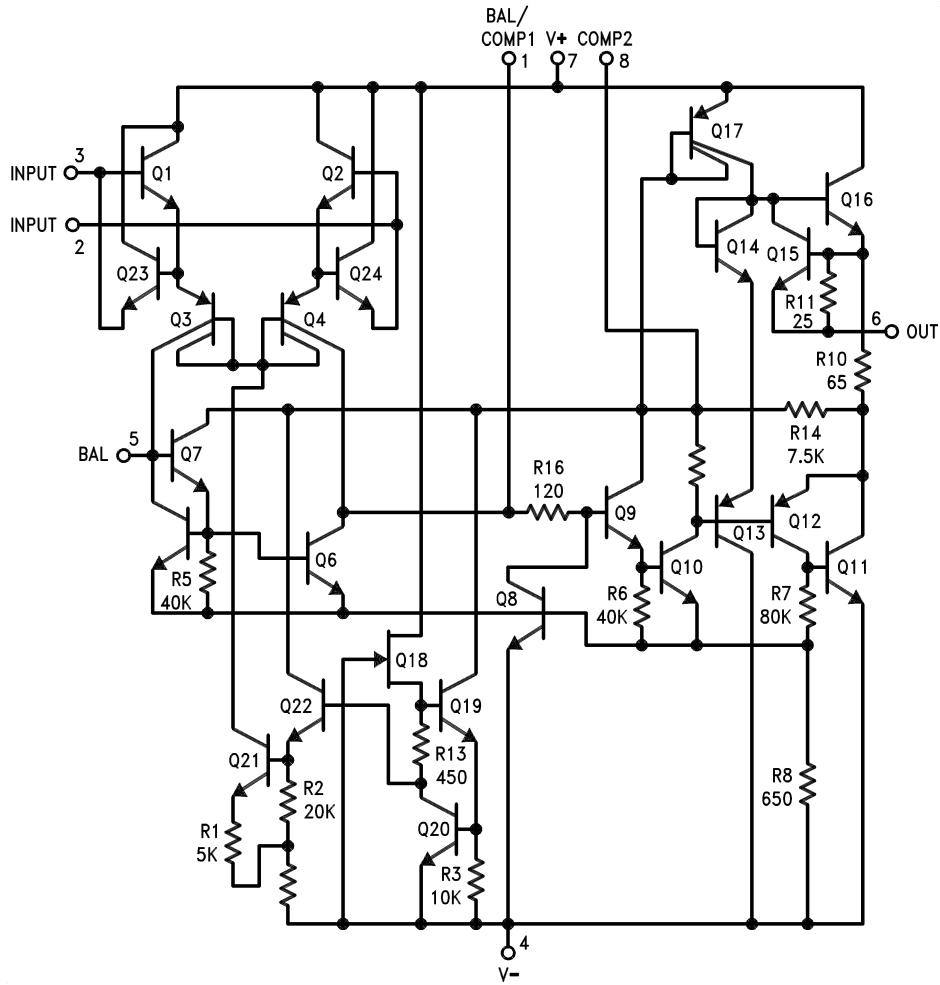 BAL/
COMP1 V+ COMP2
1 7 8
Q17
3
INPUT
Q1
Q2
Q16
INPUT
2
Q14
Q15
Q23
Q24
R11
25
Q3
Q4
6
OUT
R10
65
5
BAL
Q7
R14
7.5K
R16
120
Q9
Q13
Q12
Q6
Q10
Q11
R5
40K
Q8
R6
40K
R7
80K
Q18
Q22
Q19
Q21
R13
450
R2
20K
R8
650
R1
5K
Q20
R3
10K
4
V-